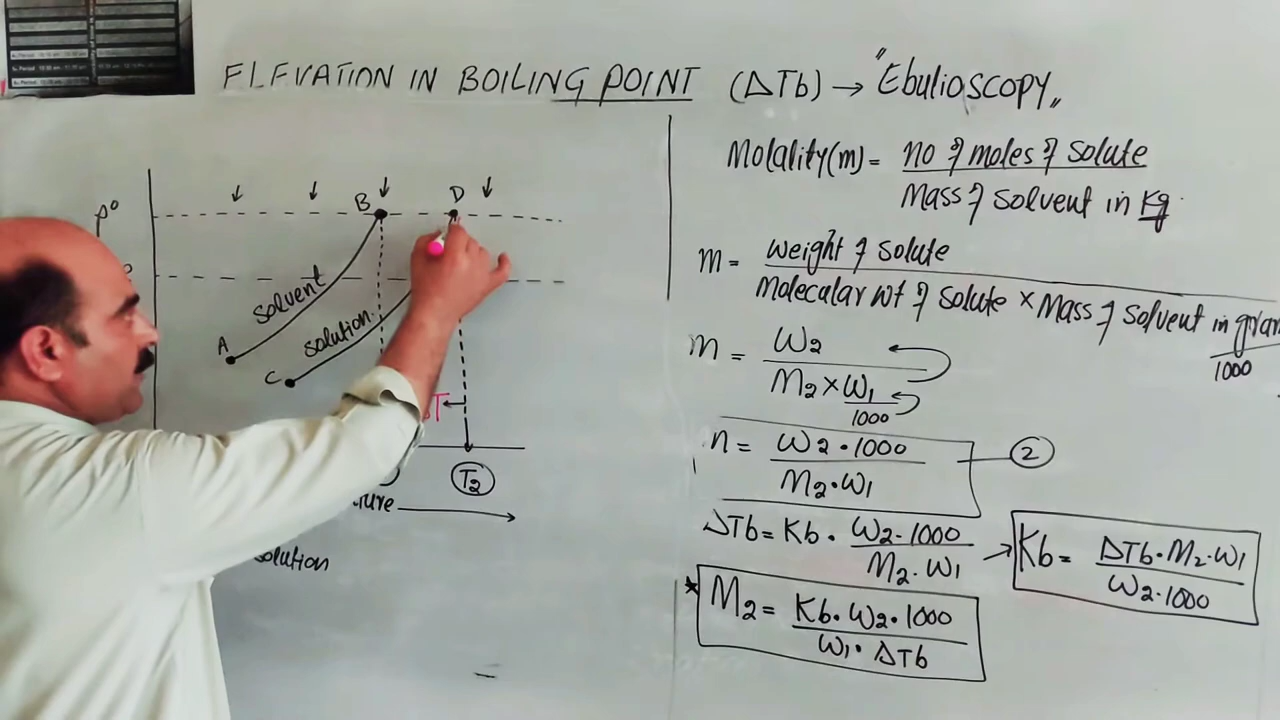 ELEVATION IN BOILING POINT (ΔTb) → "Ebulioscopy"
Molality(m) = no of moles of solute
Mass of solvent in Kg
m = weight of solute
molecalar wt of solute × Mass of solvent in gram
1000
m = W2
M2 × W1
1000
n = W2 · 1000
M2 · W1
2
ΔTb = Kb · W2 · 1000
M2 · W1
→ Kb = ΔTb · M2 · W1
W2 · 1000
* M2 = Kb · W2 · 1000
W1 · ΔTb
p°
B
D
solvent
solution
A
C
T
T2
solution